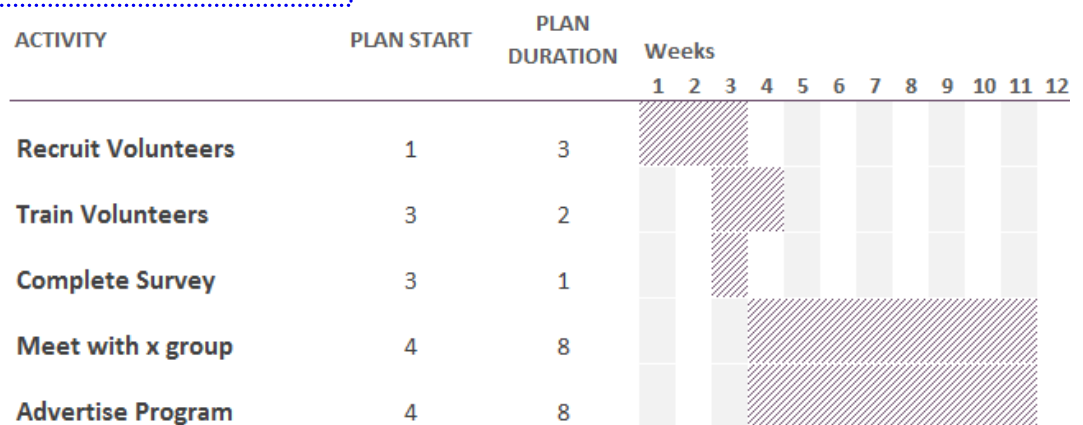 ACTIVITY PLAN START PLAN DURATION Weeks
1 2 3 4 5 6 7 8 9 10 11 12
Recruit Volunteers 1 3
Train Volunteers 3 2
Complete Survey 3 1
Meet with x group 4 8
Advertise Program 4 8